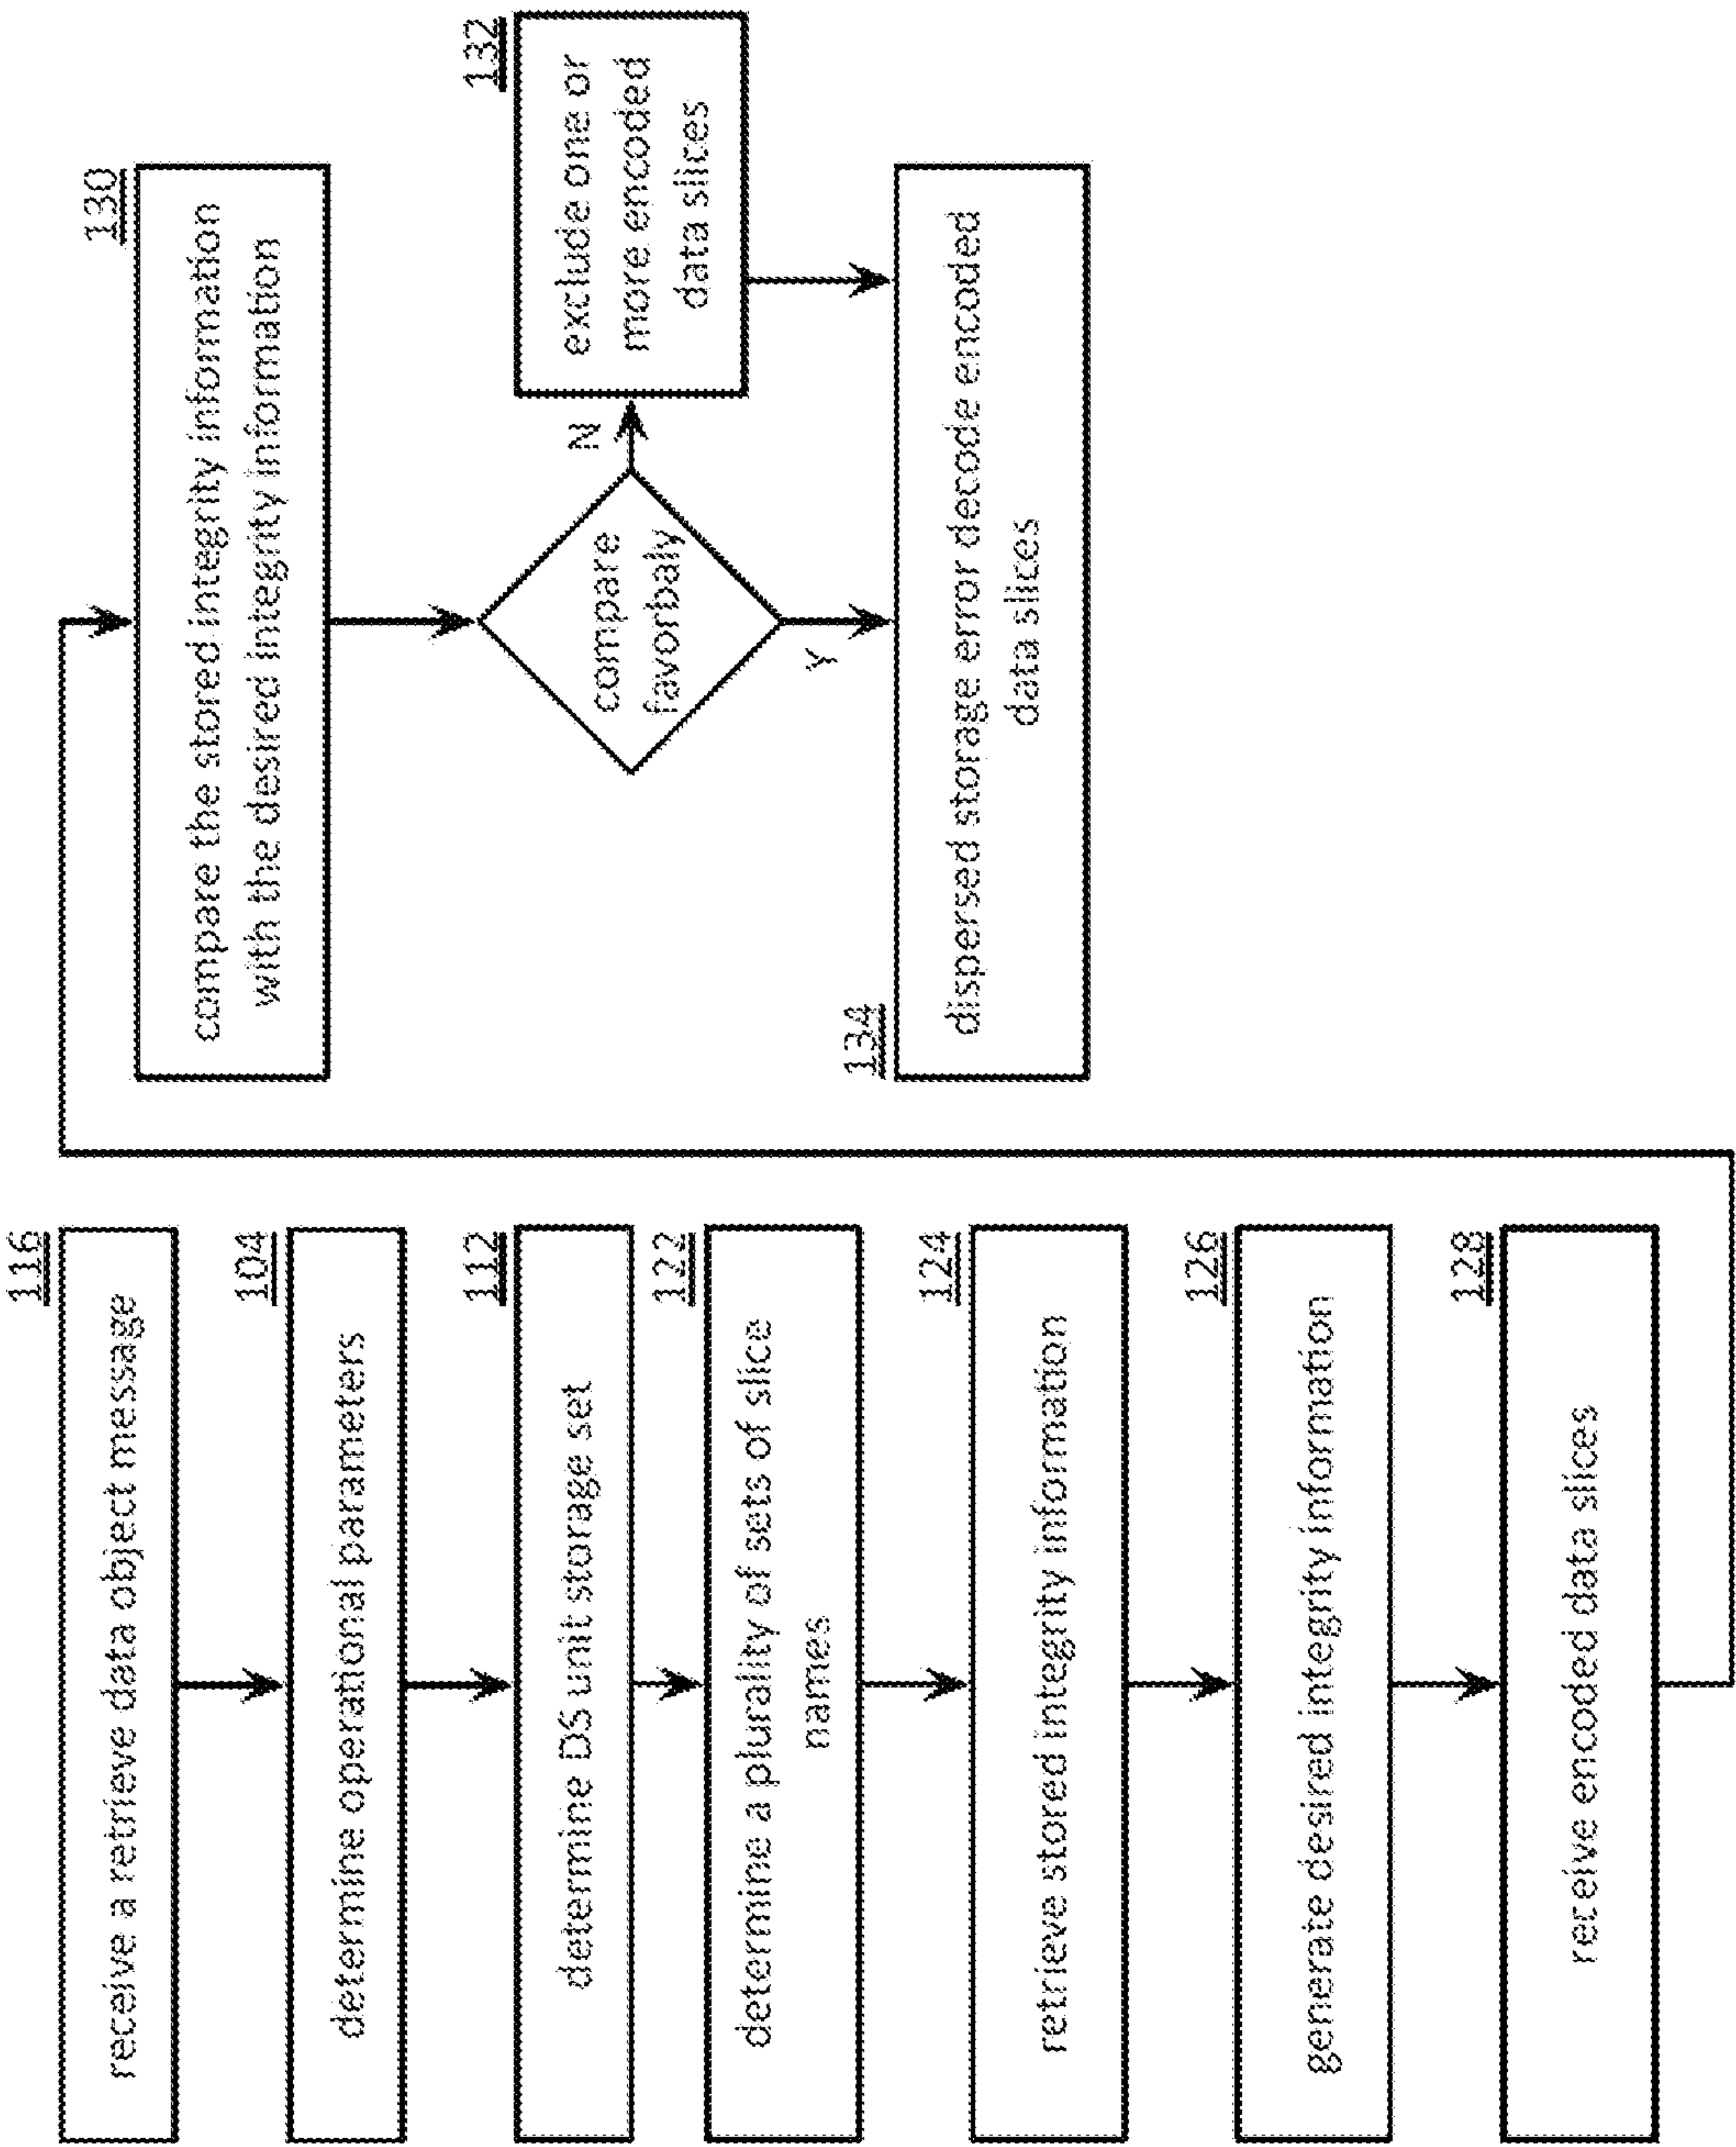 116
receive a retrieve data object message
104
determine operational parameters
112
determine DS unit storage set
122
determine a plurality of sets of slice
names
124
retrieve stored integrity information
126
generate desired integrity information
128
receive encoded data slices
130
compare the stored integrity information
with the desired integrity information
compare
favorbaly
N
Y
132
exclude one or
more encoded
data slices
134
dispersed storage error decode encoded
data slices